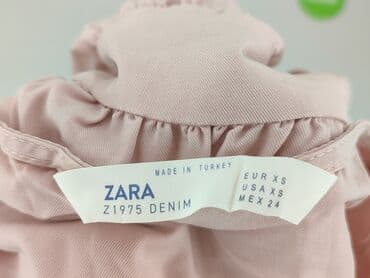 MADE IN TURKEY
ZARA
Z1975 DENIM
EUR XS
USA XS
MEX 24